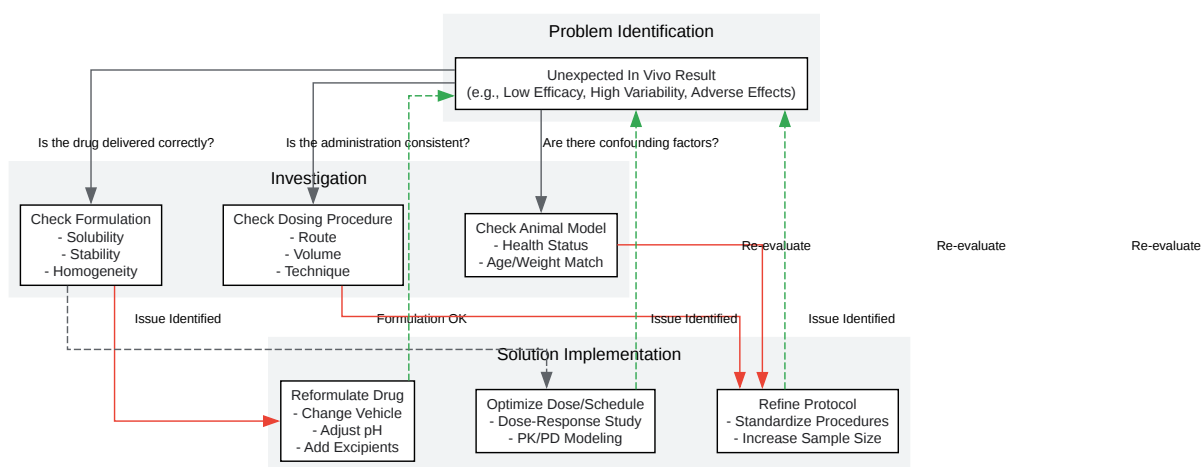 Problem Identification
Unexpected In Vivo Result
(e.g., Low Efficacy, High Variability, Adverse Effects)
Is the drug delivered correctly?
Is the administration consistent?
Are there confounding factors?
Investigation
Check Formulation
- Solubility
- Stability
- Homogeneity
Check Dosing Procedure
- Route
- Volume
- Technique
Check Animal Model
- Health Status
- Age/Weight Match
Re-evaluate
Re-evaluate
Re-evaluate
Issue Identified
Formulation OK
Issue Identified
Issue Identified
Solution Implementation
Reformulate Drug
- Change Vehicle
- Adjust pH
- Add Excipients
Optimize Dose/Schedule
- Dose-Response Study
- PK/PD Modeling
Refine Protocol
- Standardize Procedures
- Increase Sample Size